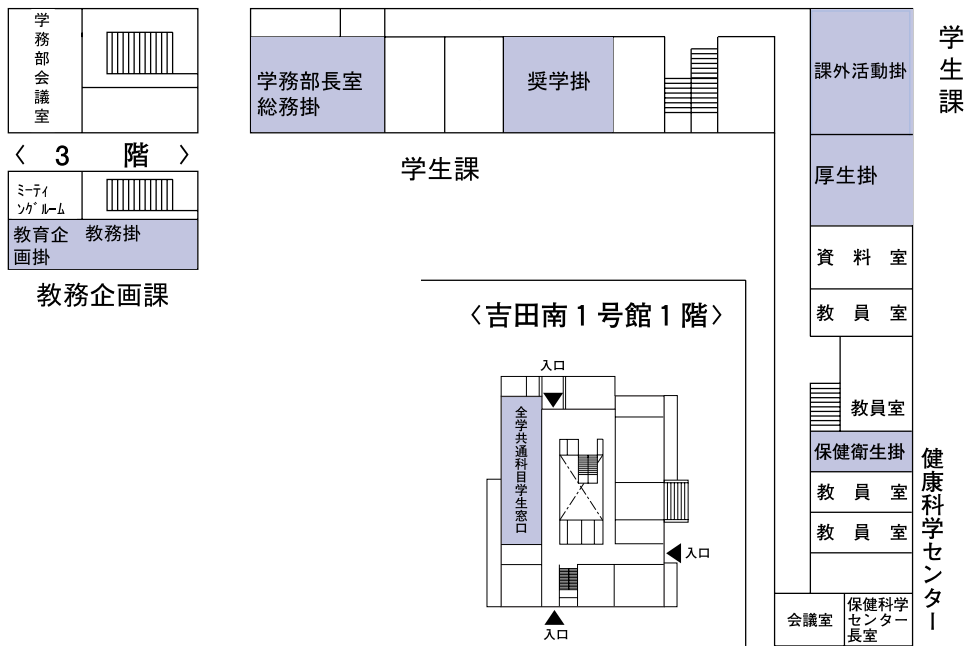 学務部会議室
〈 3 階 〉
ミーティ
ングルーム
教育企
画掛
教務掛
教務企画課
学務部長室
総務掛
奨学掛
学生課
課外活動掛
学生課
厚生掛
資料室
教員室
教員室
保健衛生掛
教員室
教員室
健康科学センター
会議室
保健科学
センター
長室
〈吉田南1号館1階〉
入口
全学共通科目学生窓口
入口
入口